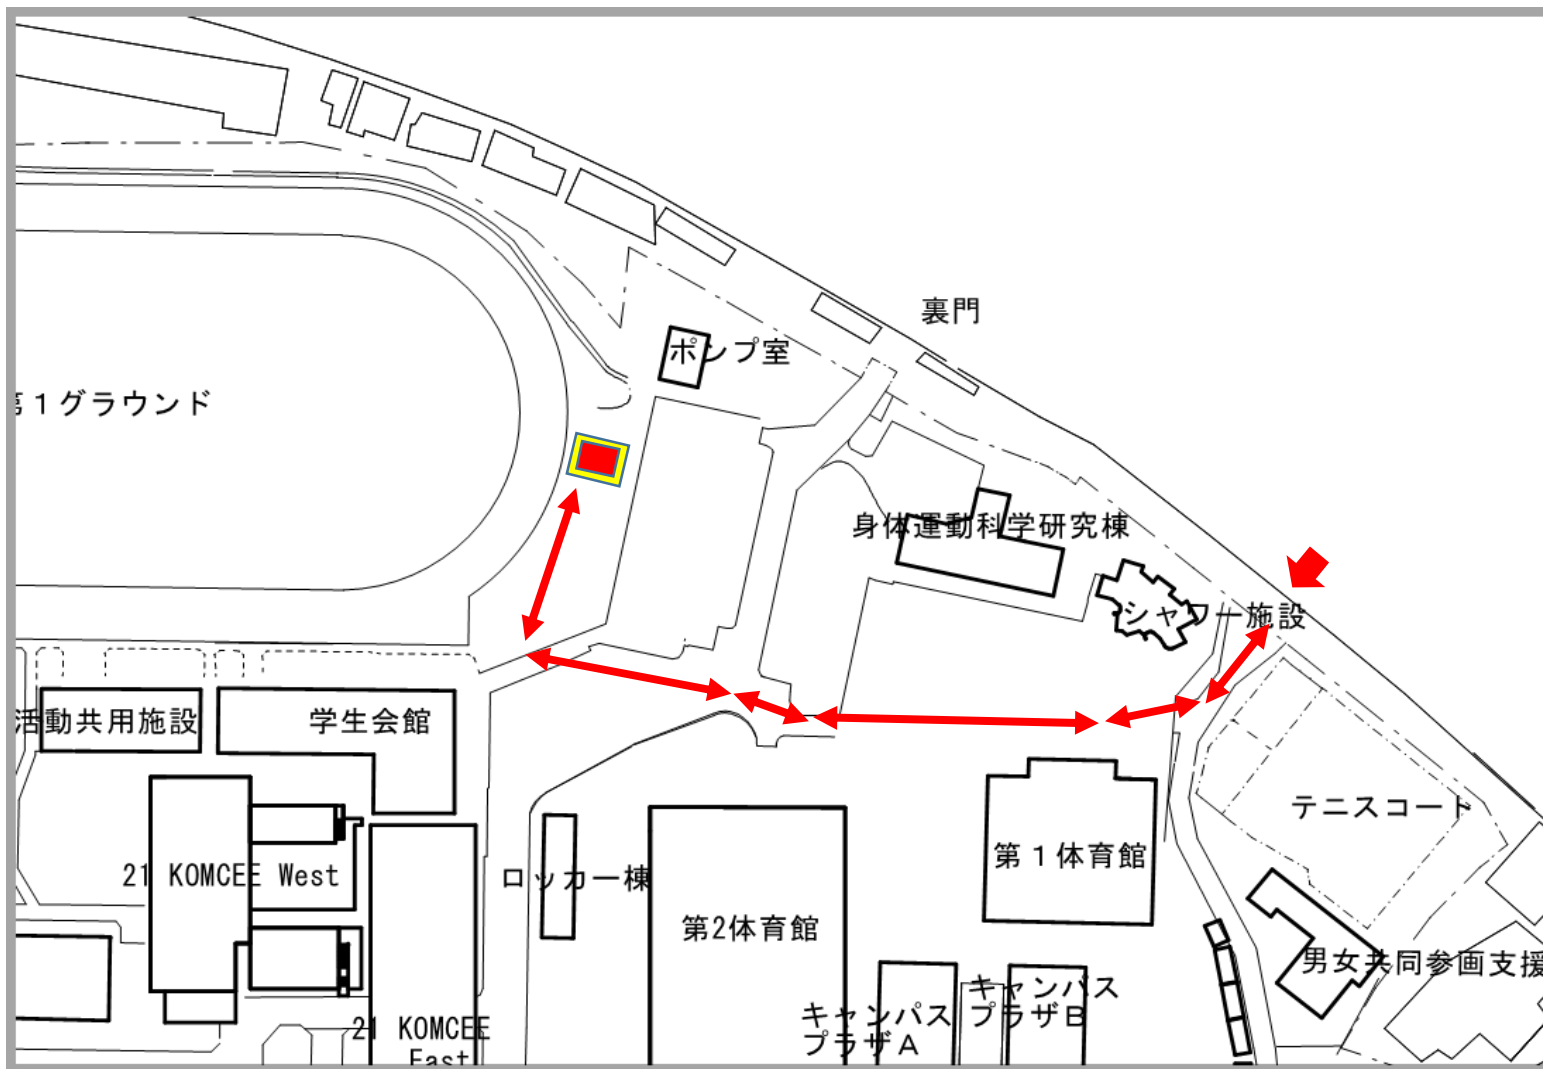 裏門
ポンプ室
第1グラウンド
身体運動科学研究棟
シャワー施設
活動共用施設
学生会館
テニスコート
第1体育館
21 KOMCEE West
ロッカー棟
第2体育館
男女共同参画支援
キャンパス
プラザB
キャンパス
プラザA
21 KOMCEE
East